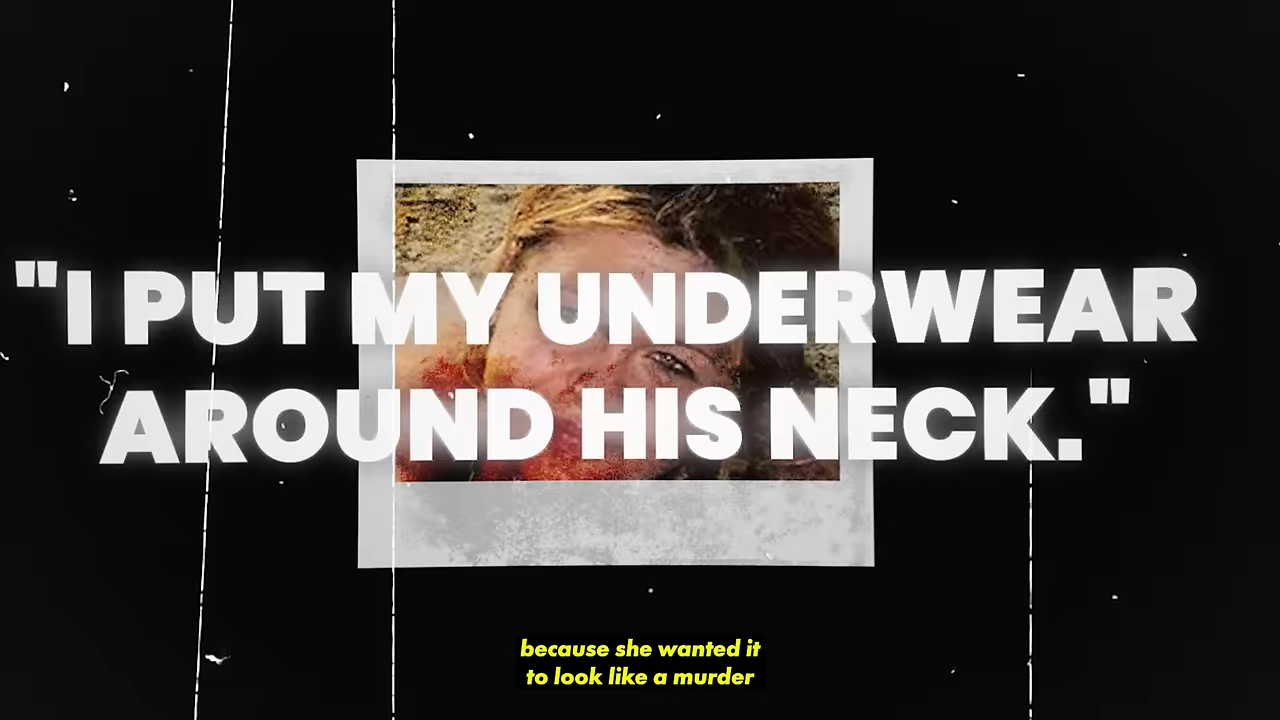 "I PUT MY UNDERWEAR
AROUND HIS NECK."
because she wanted it
to look like a murder